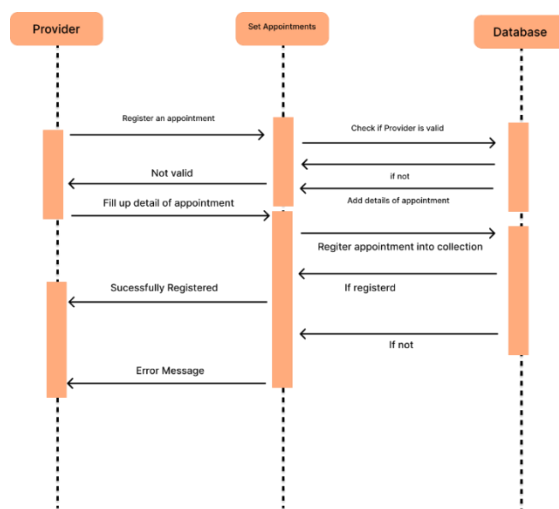 Provider
Set Appointments
Database
Register an appointment
Check if Provider is valid
Not valid
if not
Fill up detail of appointment
Add details of appointment
Regiter appointment into collection
Sucessfully Registered
If registerd
If not
Error Message